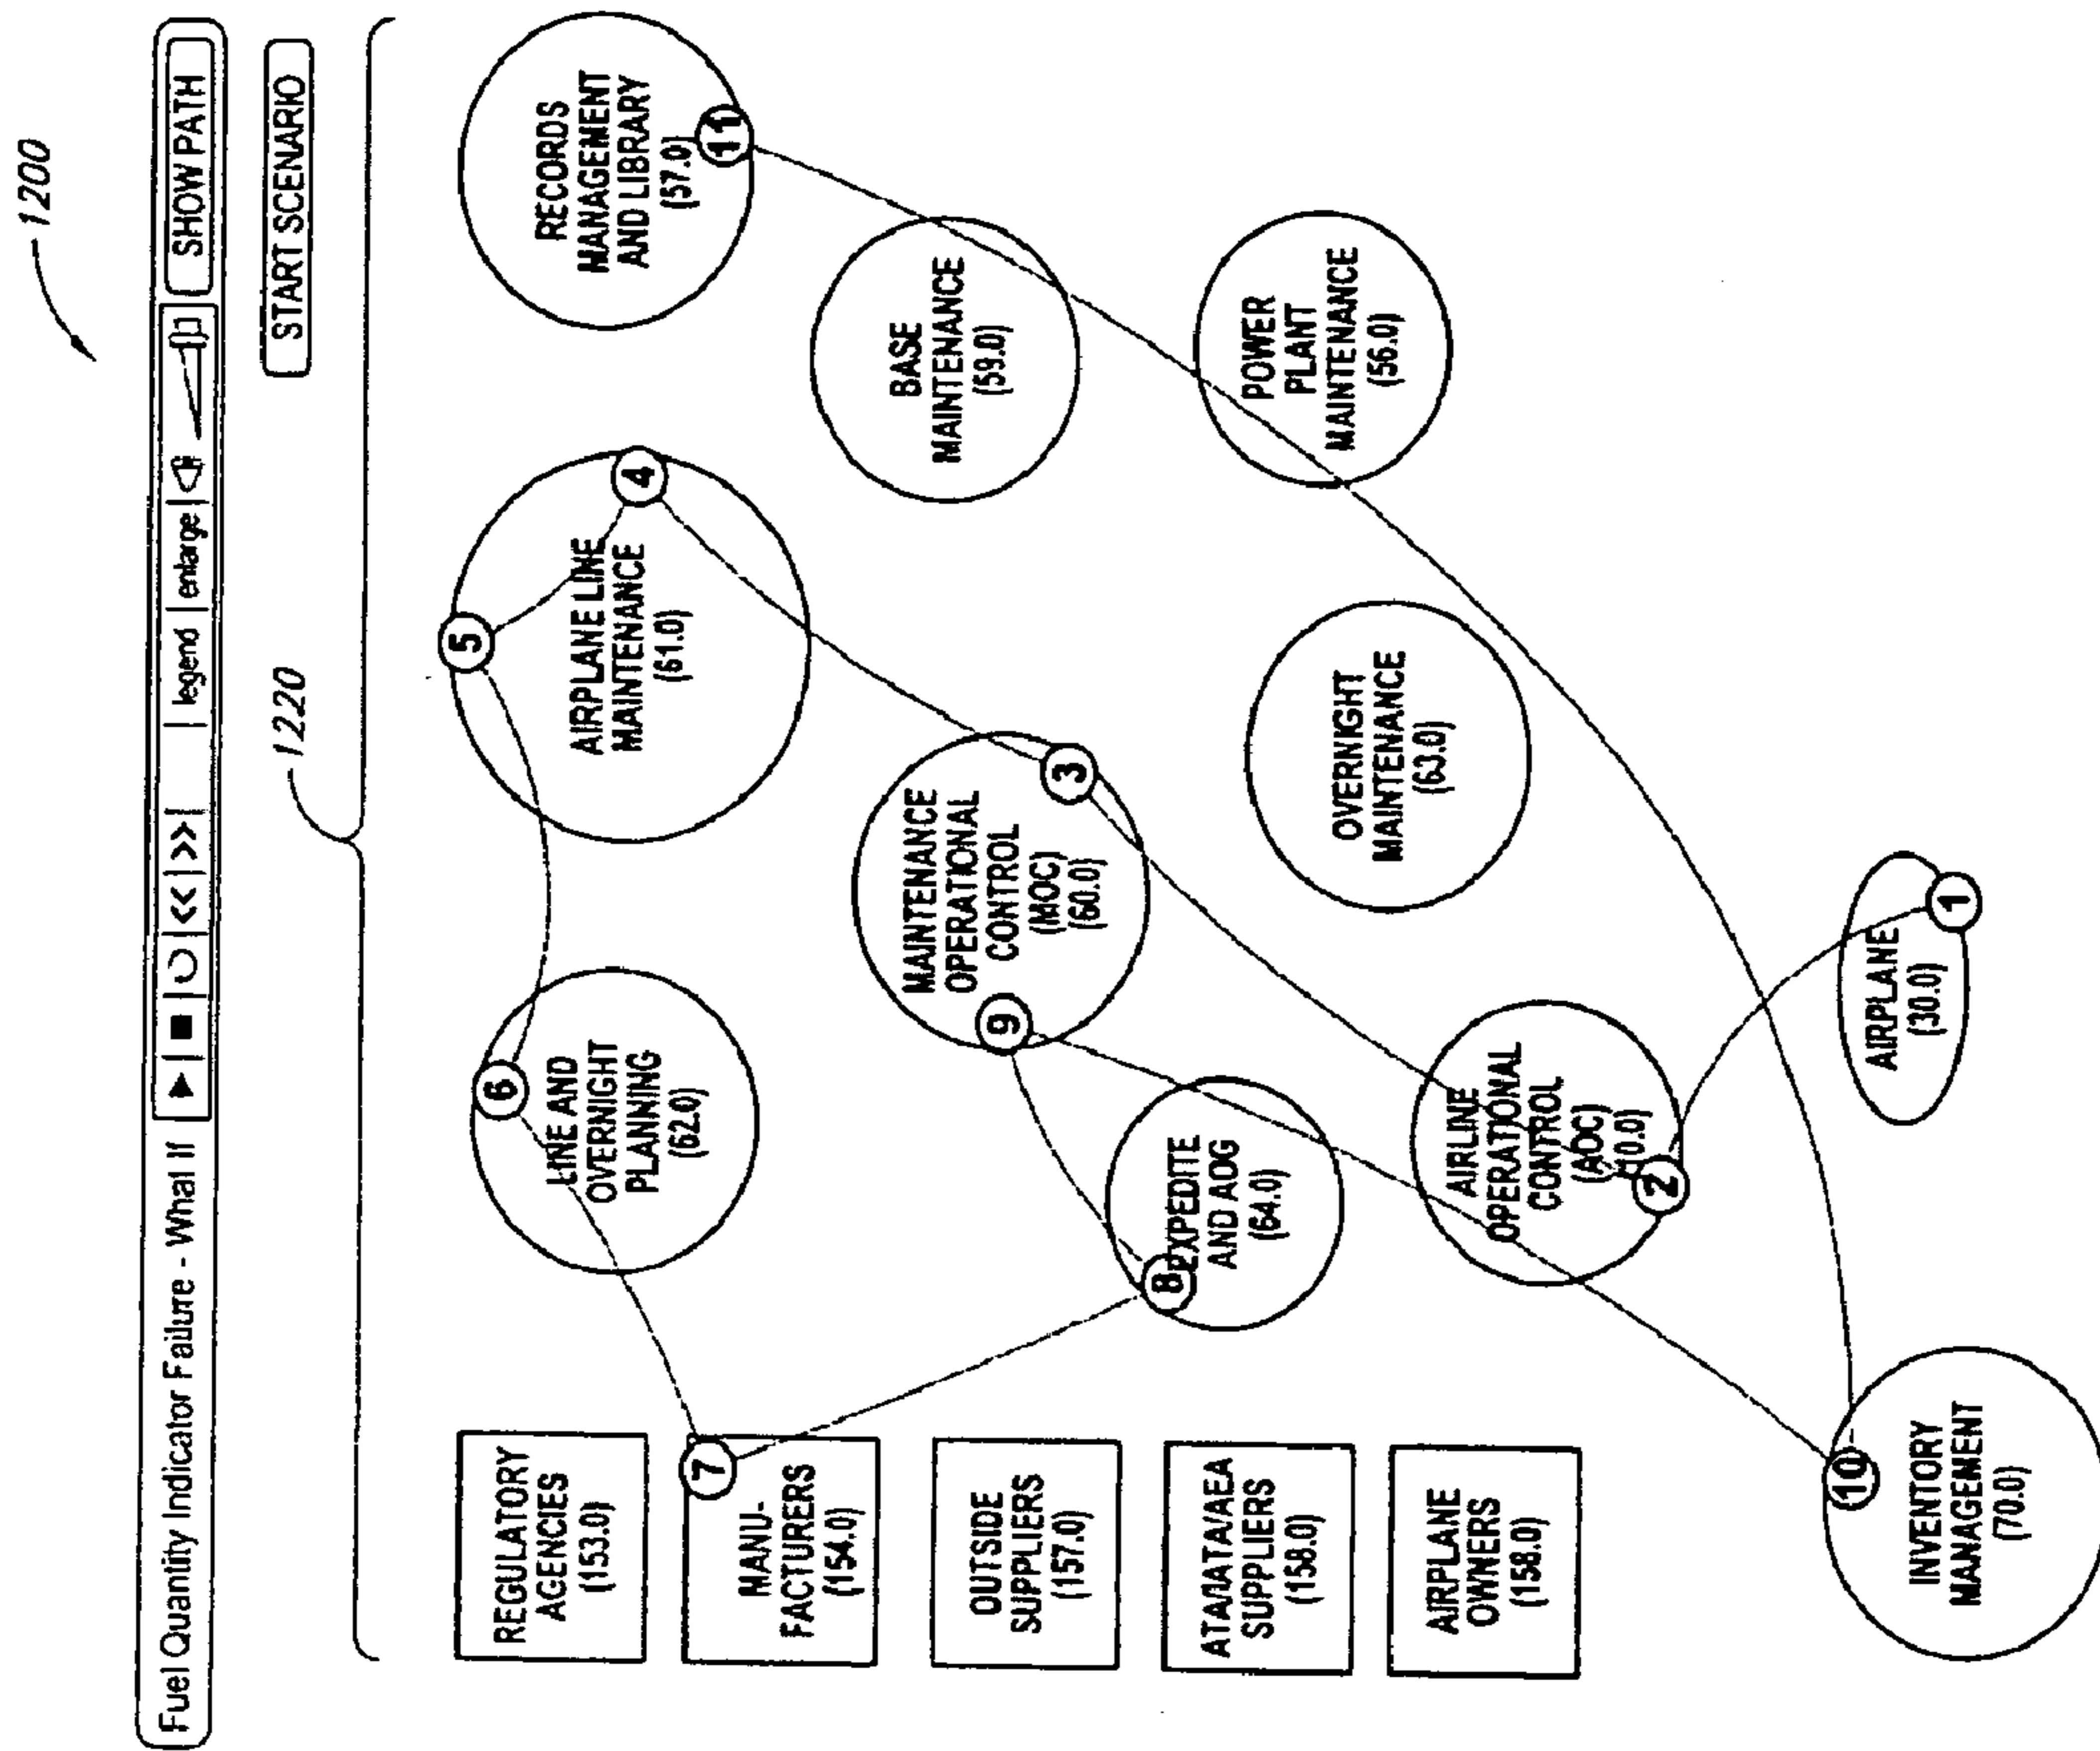 1200
Fuel Quantity Indicator Failure - What If
legend
enlarge
SHOW PATH
START SCENARIO
1220
REGULATORY
AGENCIES
(153.0)
6
LINE AND
OVERNIGHT
PLANNING
(62.0)
5
AIRPLANE LINE
MAINTENANCE
(61.0)
4
RECORDS
MANAGEMENT
AND LIBRARY
(57.0)
11
7
MANU-
FACTURERS
(154.0)
MAINTENANCE
OPERATIONAL
CONTROL
(MOC)
(60.0)
9
3
BASE
MAINTENANCE
(59.0)
OUTSIDE
SUPPLIERS
(157.0)
8
EXPEDITE
AND AOG
(64.0)
ATA/IATA/AEA
SUPPLIERS
(158.0)
POWER
PLANT
MAINTENANCE
(56.0)
OVERNIGHT
MAINTENANCE
(63.0)
AIRPLANE
OWNERS
(158.0)
AIRLINE
OPERATIONAL
CONTROL
(AOC)
2
10
INVENTORY
MANAGEMENT
(70.0)
AIRPLANE
(30.0)
1